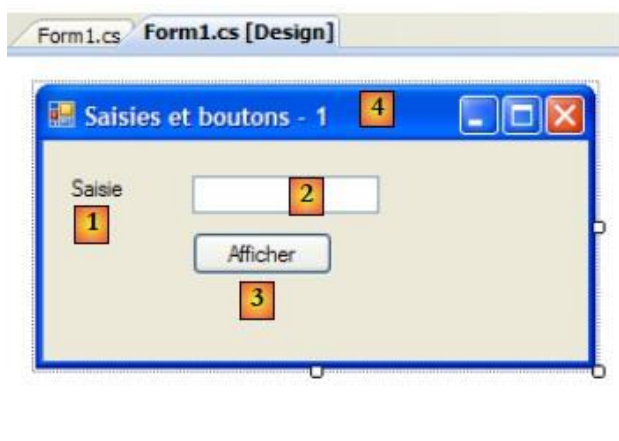 Form1.cs Form1.cs [Design]
Saisies et boutons - 1 4
Saisie 2
1
Afficher
3